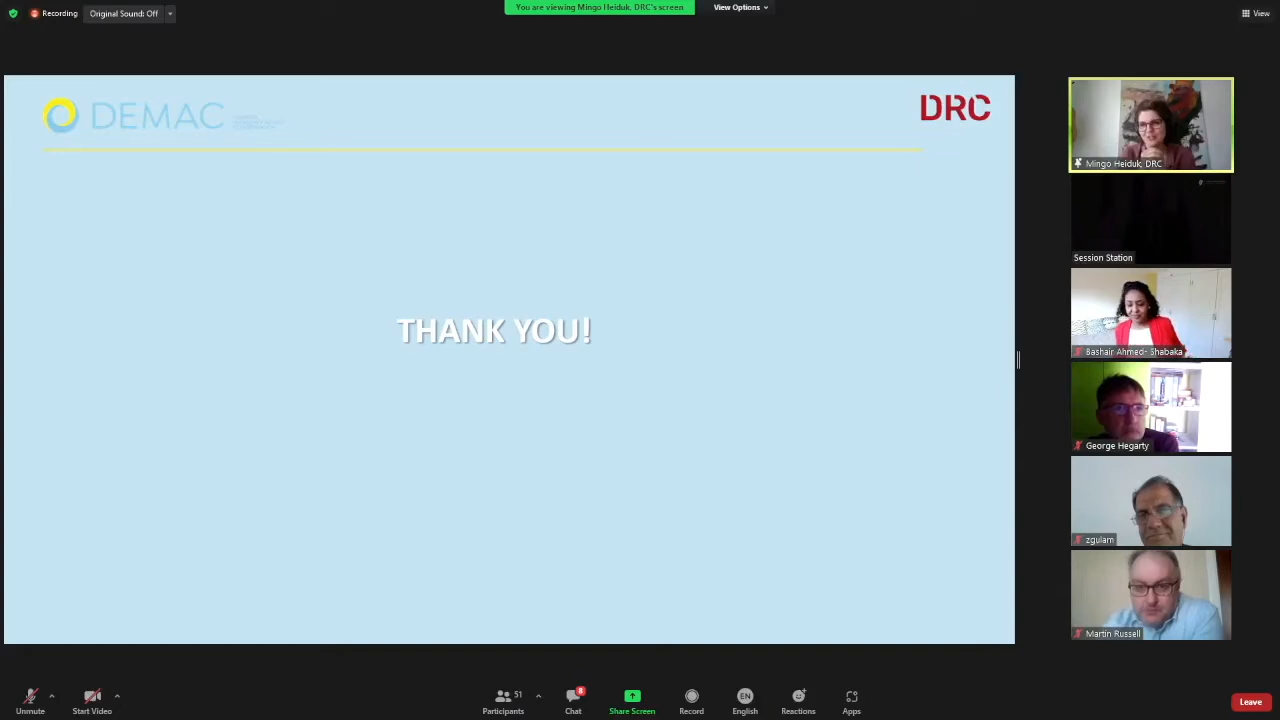 Recording
Original Sound: Off
You are viewing Mingo Heiduk, DRC's screen
View Options
View
DEMAC
DRC
THANK YOU!
Mingo Heiduk, DRC
Session Station
Bashair Ahmed- Shabaka
George Hegarty
zgulam
Martin Russell
Unmute
Start Video
51
Participants
8
Chat
Share Screen
Record
EN
English
Reactions
Apps
Leave